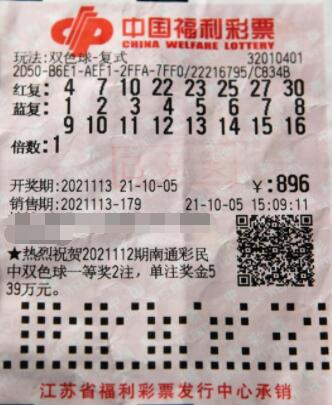 中国福利彩票
CHINA WELFARE LOTTERY
玩法:双色球-复式 32010401
2D50-B6E1-AEF1-2FFA-7FF0/22216795/C834B
红复: 4 7 10 22 23 25 27 30
蓝复: 1 2 3 4 5 6 7 8
9 10 11 12 13 14 15 16
倍数:1
开奖期:2021113 21-10-05 ￥:896
销售期:2021113-179 21-10-05 15:09:11
★热烈祝贺2021112期南通彩民
中双色球一等奖2注，单注奖金5
39万元。
江苏省福利彩票发行中心承销